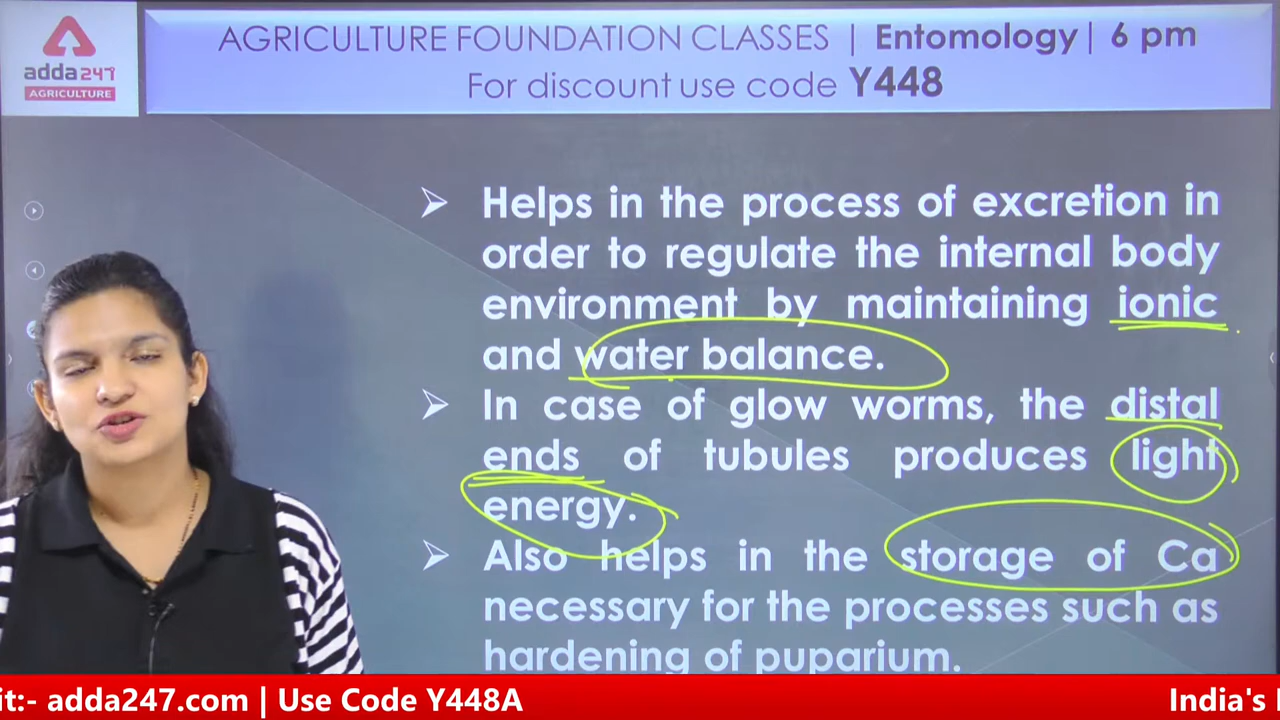 AGRICULTURE FOUNDATION CLASSES | Entomology | 6 pm
For discount use code Y448
adda247
AGRICULTURE
➤ Helps in the process of excretion in
order to regulate the internal body
environment by maintaining ionic
and water balance.
➤ In case of glow worms, the distal
ends of tubules produces light
energy.
➤ Also helps in the storage of Ca
necessary for the processes such as
hardening of puparium.
it:- adda247.com | Use Code Y448A
India's